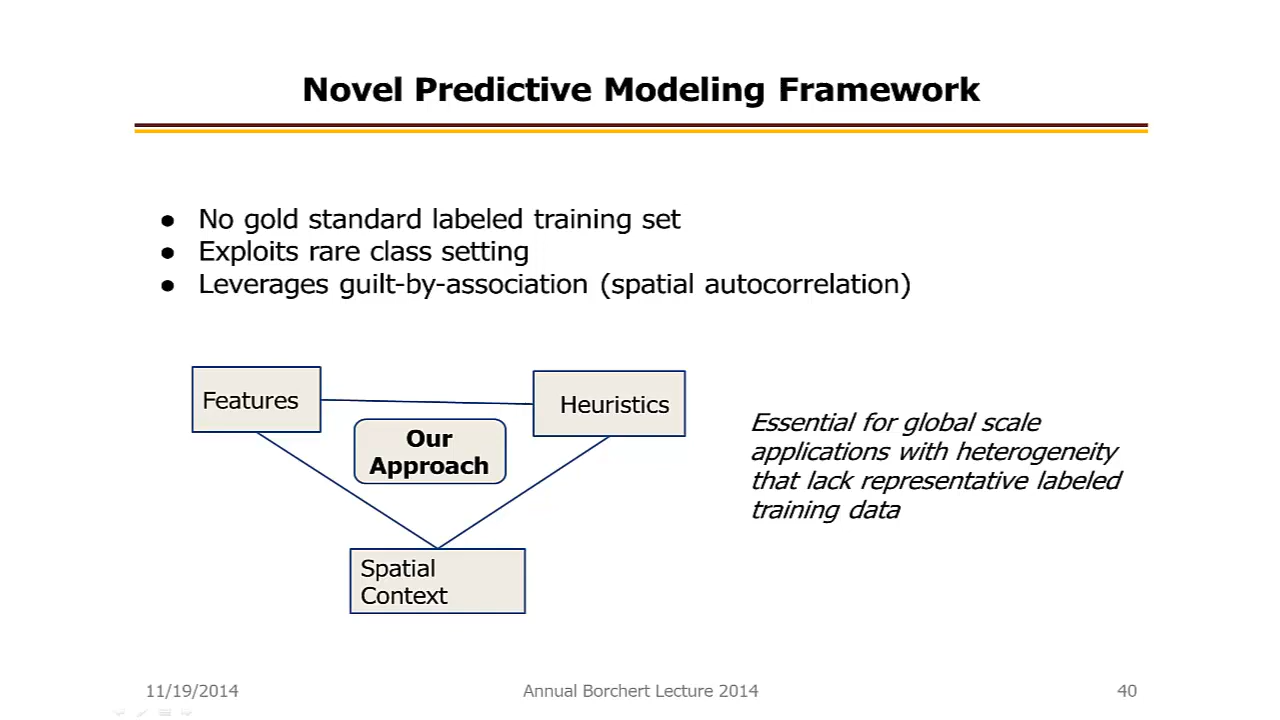 Novel Predictive Modeling Framework
● No gold standard labeled training set
● Exploits rare class setting
● Leverages guilt-by-association (spatial autocorrelation)
Features
Heuristics
Our
Approach
Spatial
Context
Essential for global scale
applications with heterogeneity
that lack representative labeled
training data
11/19/2014
Annual Borchert Lecture 2014
40